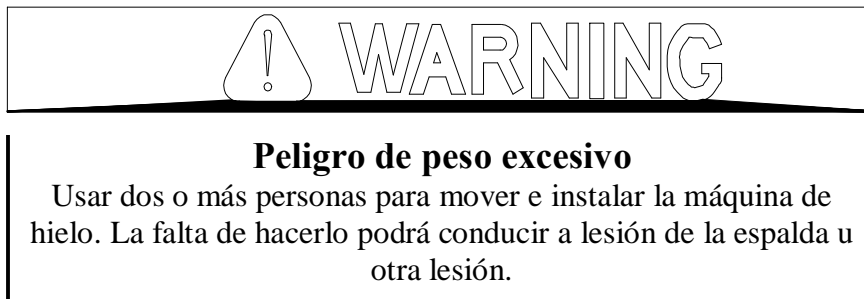 WARNING
Peligro de peso excesivo
Usar dos o más personas para mover e instalar la máquina de
hielo. La falta de hacerlo podrá conducir a lesión de la espalda u
otra lesión.